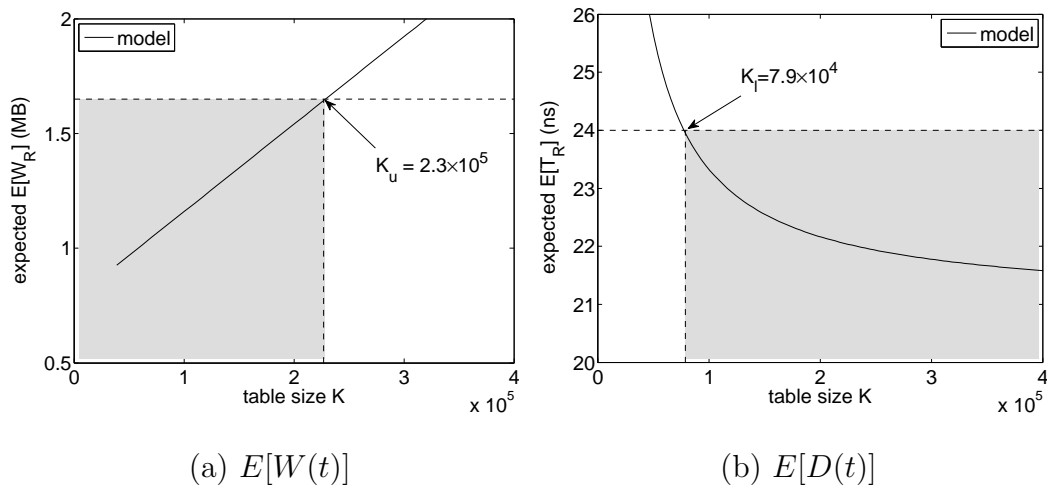 2
1.5
1
0.5
expected E[W_R] (MB)
model
K_u = 2.3×10^5
0 1 2 3 4
x 10^5
table size K
(a) E[W(t)]
26
25
24
23
22
21
20
expected E[T_R] (ns)
model
K_l=7.9×10^4
0 1 2 3 4
x 10^5
table size K
(b) E[D(t)]